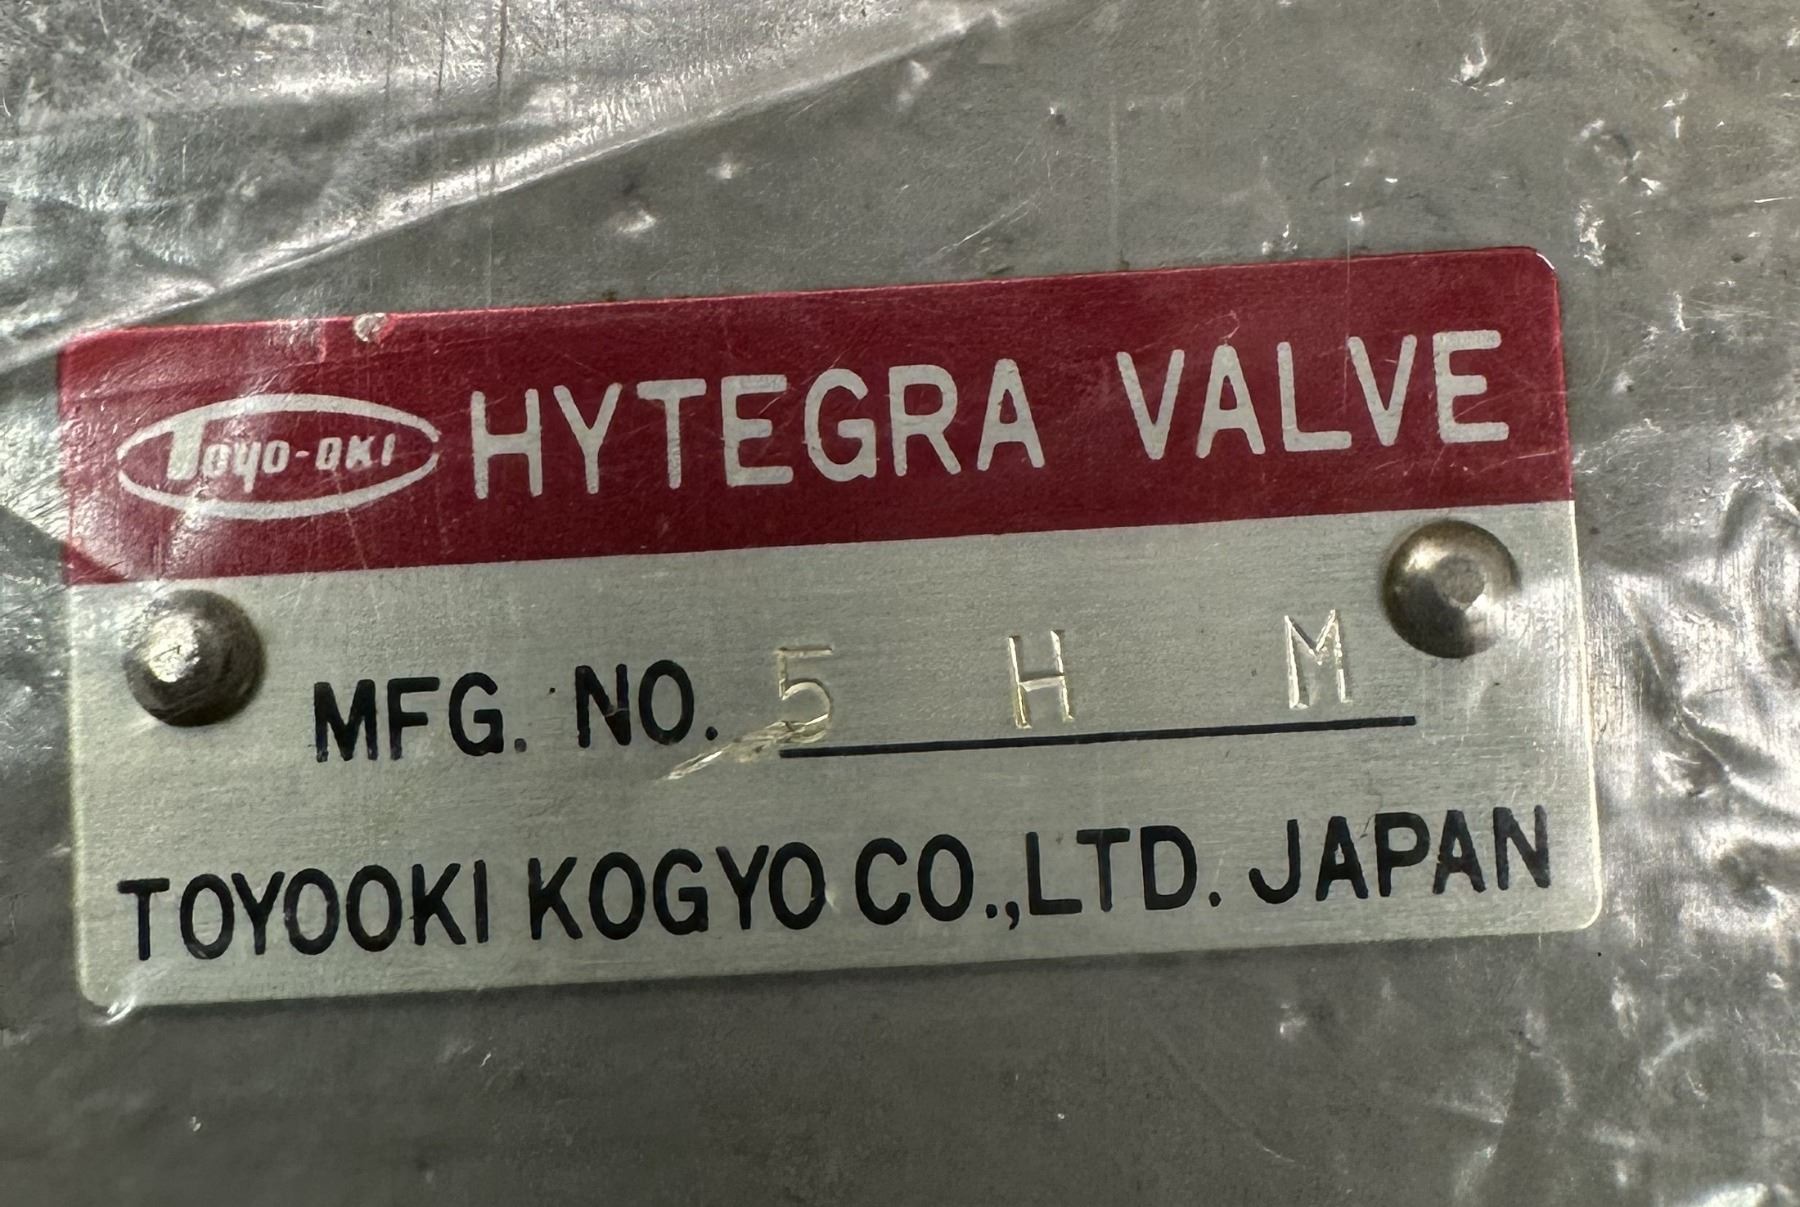 TOYO-OKI HYTEGRA VALVE
MFG. NO. 5 H M
TOYOOKI KOGYO CO.,LTD. JAPAN